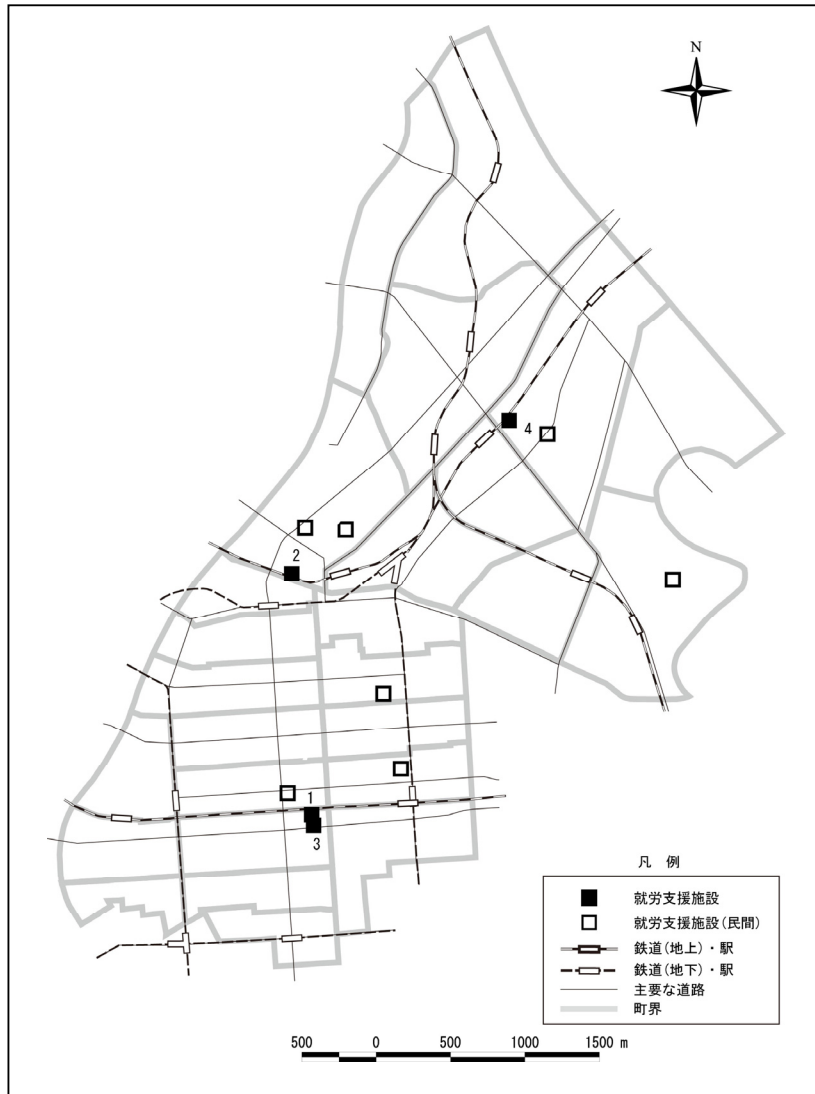 N
4
2
1
3
凡 例
就労支援施設
就労支援施設(民間)
鉄道(地上)・駅
鉄道(地下)・駅
主要な道路
町界
500 0 500 1000 1500 m